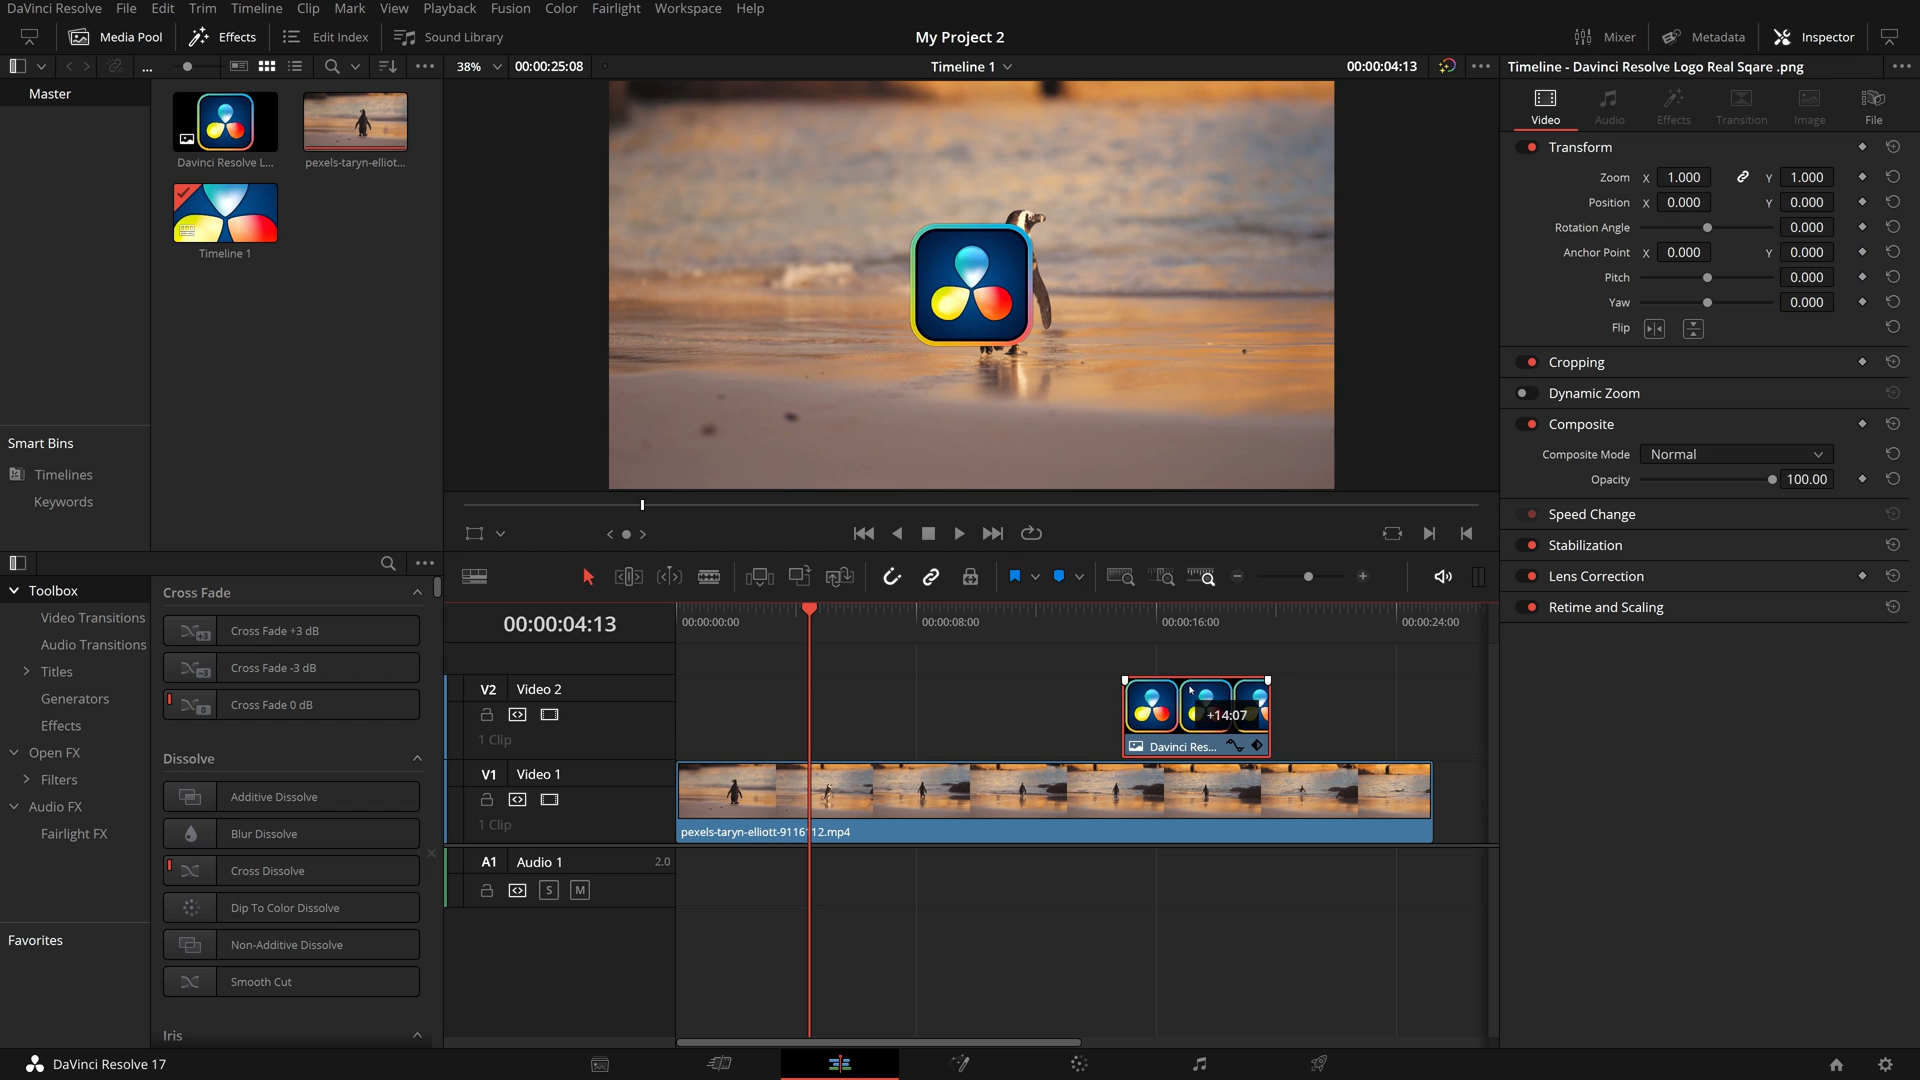 DaVinci Resolve File Edit Trim Timeline Clip Mark View Playback Fusion Color Fairlight Workspace Help
Media Pool Effects Edit Index Sound Library
My Project 2
Mixer Metadata Inspector
38% 00:00:25:08
Timeline 1
00:00:04:13
Timeline - Davinci Resolve Logo Real Sqare .png
Master
Davinci Resolve L...
pexels-taryn-elliot...
Timeline 1
Smart Bins
Timelines
Keywords
Video Audio Effects Transition Image File
Transform
Zoom X 1.000 Y 1.000
Position X 0.000 Y 0.000
Rotation Angle 0.000
Anchor Point X 0.000 Y 0.000
Pitch 0.000
Yaw 0.000
Flip
Cropping
Dynamic Zoom
Composite
Composite Mode Normal
Opacity 100.00
Speed Change
Stabilization
Lens Correction
Retime and Scaling
Toolbox
Video Transitions
Audio Transitions
Titles
Generators
Effects
Open FX
Filters
Audio FX
Fairlight FX
Favorites
Cross Fade
+3 Cross Fade +3 dB
-3 Cross Fade -3 dB
0 Cross Fade 0 dB
Dissolve
Additive Dissolve
Blur Dissolve
Cross Dissolve
Dip To Color Dissolve
Non-Additive Dissolve
Smooth Cut
Iris
00:00:04:13
00:00:00:00 00:00:08:00 00:00:16:00 00:00:24:00
V2 Video 2
1 Clip
+14:07
Davinci Res...
V1 Video 1
1 Clip
pexels-taryn-elliott-9116112.mp4
A1 Audio 1 2.0
S M
DaVinci Resolve 17